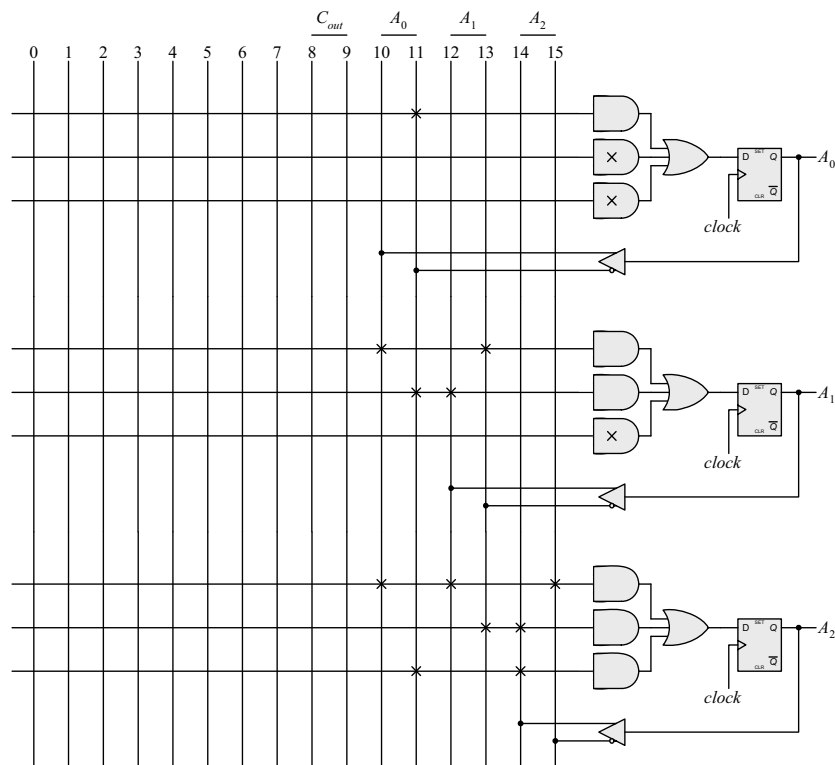 C_out A_0 A_1 A_2
0 1 2 3 4 5 6 7 8 9 10 11 12 13 14 15
SET
D Q A_0
Q̅
CLR
clock
SET
D Q A_1
Q̅
CLR
clock
SET
D Q A_2
Q̅
CLR
clock